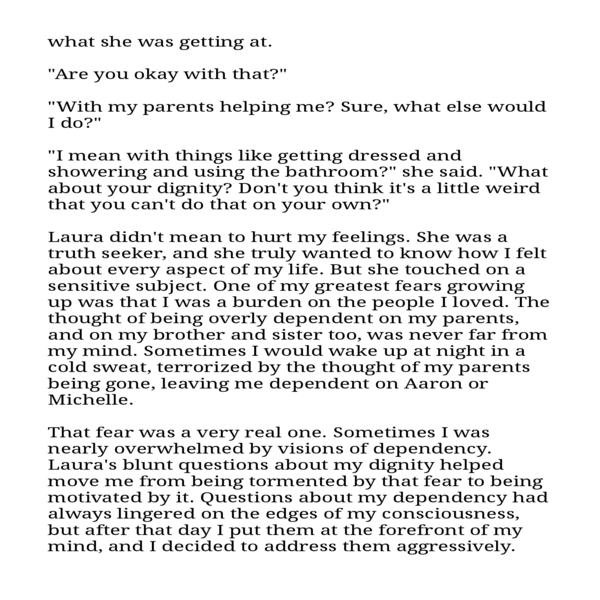 what she was getting at.
"Are you okay with that?"
"With my parents helping me? Sure, what else would
I do?"
"I mean with things like getting dressed and
showering and using the bathroom?" she said. "What
about your dignity? Don't you think it's a little weird
that you can't do that on your own?"
Laura didn't mean to hurt my feelings. She was a
truth seeker, and she truly wanted to know how I felt
about every aspect of my life. But she touched on a
sensitive subject. One of my greatest fears growing
up was that I was a burden on the people I loved. The
thought of being overly dependent on my parents,
and on my brother and sister too, was never far from
my mind. Sometimes I would wake up at night in a
cold sweat, terrorized by the thought of my parents
being gone, leaving me dependent on Aaron or
Michelle.
That fear was a very real one. Sometimes I was
nearly overwhelmed by visions of dependency.
Laura's blunt questions about my dignity helped
move me from being tormented by that fear to being
motivated by it. Questions about my dependency had
always lingered on the edges of my consciousness,
but after that day I put them at the forefront of my
mind, and I decided to address them aggressively.